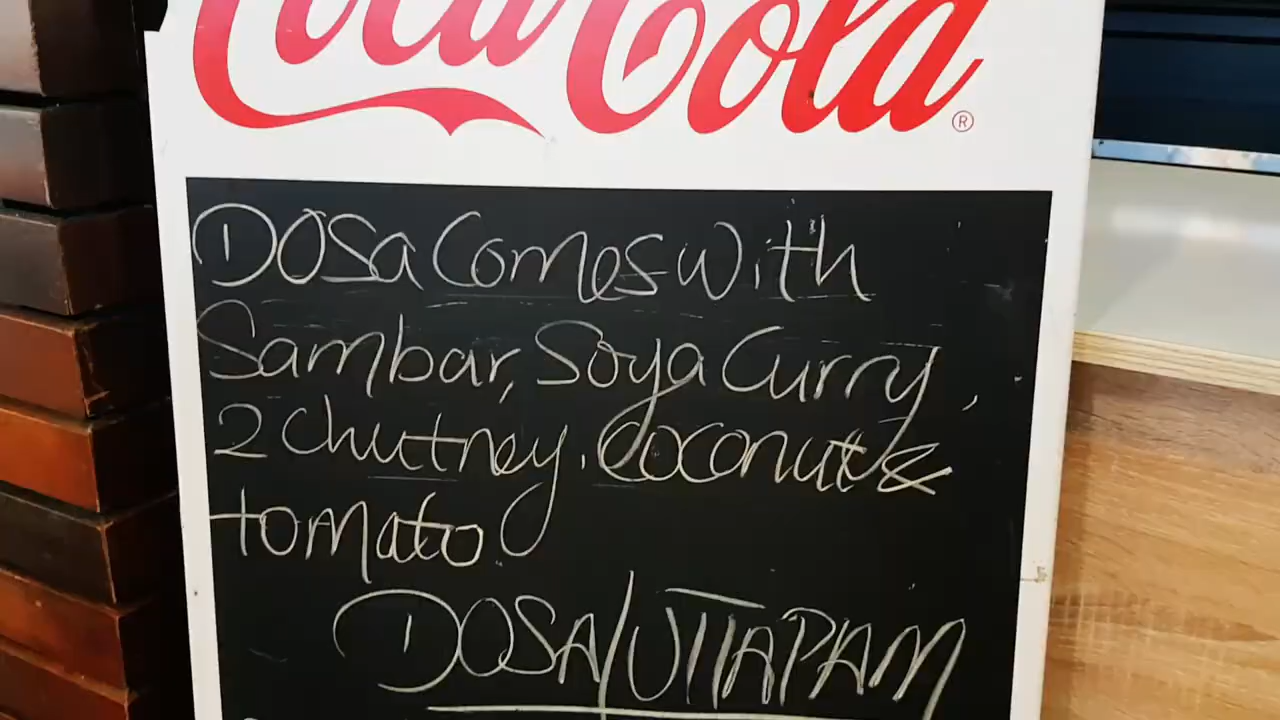 Coca Cola ®
DOSA Comes With
Sambar, Soya Curry,
2 Chutney. Coconut &
tomato
DOSA/UTTAPAM